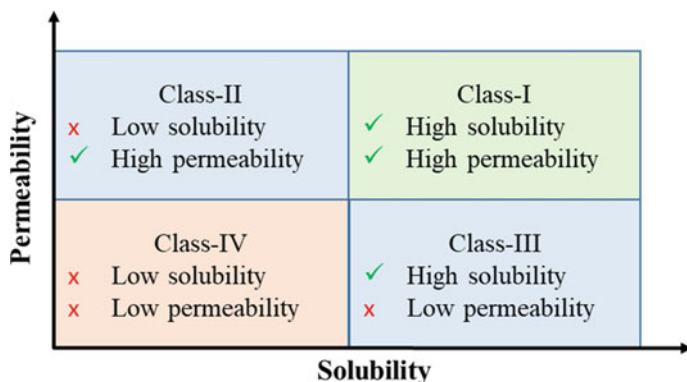 Permeability
Class-II
x Low solubility
✓ High permeability
Class-I
✓ High solubility
✓ High permeability
Class-IV
x Low solubility
x Low permeability
Class-III
✓ High solubility
x Low permeability
Solubility